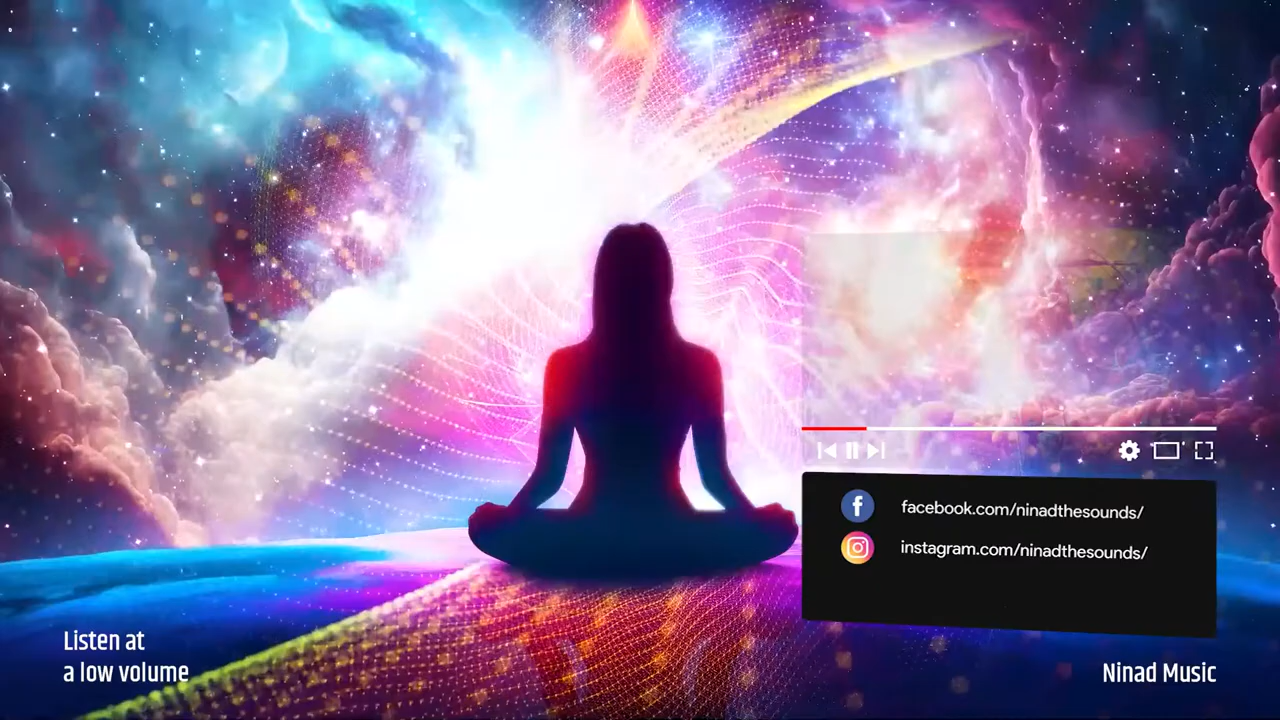 facebook.com/ninadthesounds/
instagram.com/ninadthesounds/
Listen at
a low volume
Ninad Music